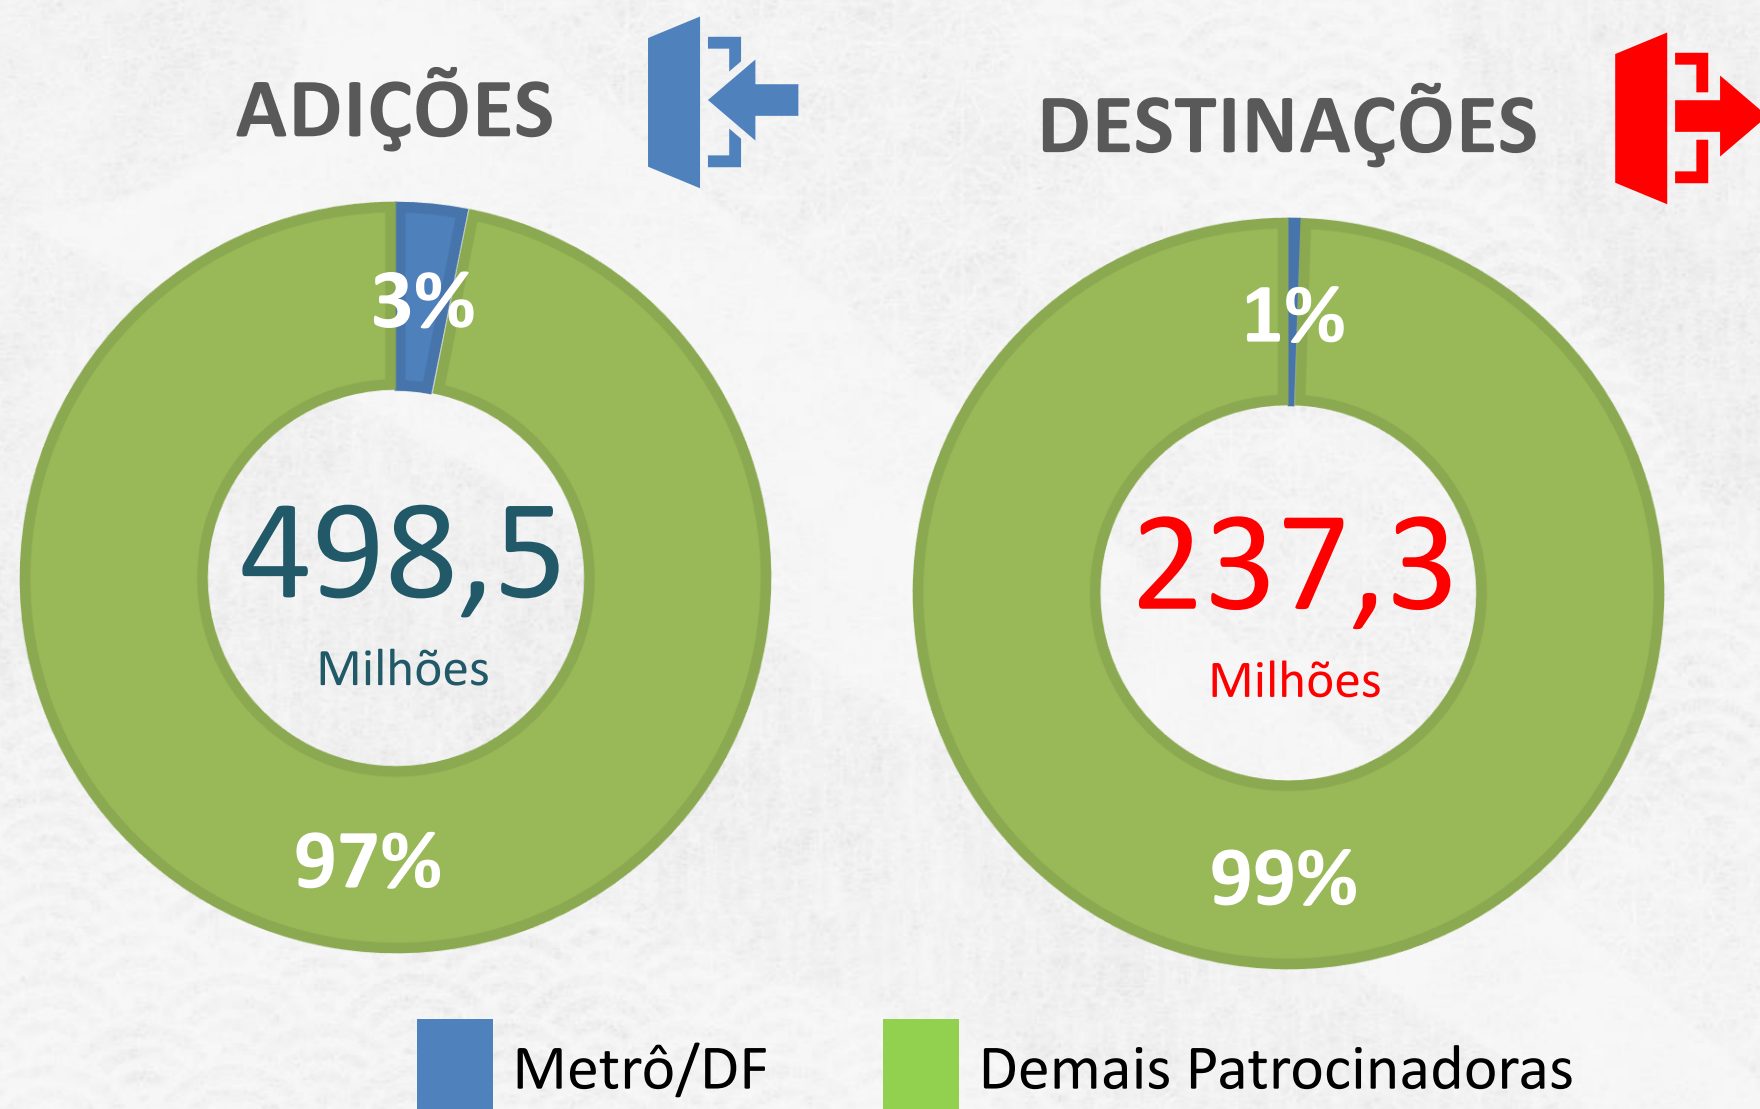 ADIÇÕES
3%
498,5
Milhões
97%
DESTINAÇÕES
1%
237,3
Milhões
99%
Metrô/DF
Demais Patrocinadoras